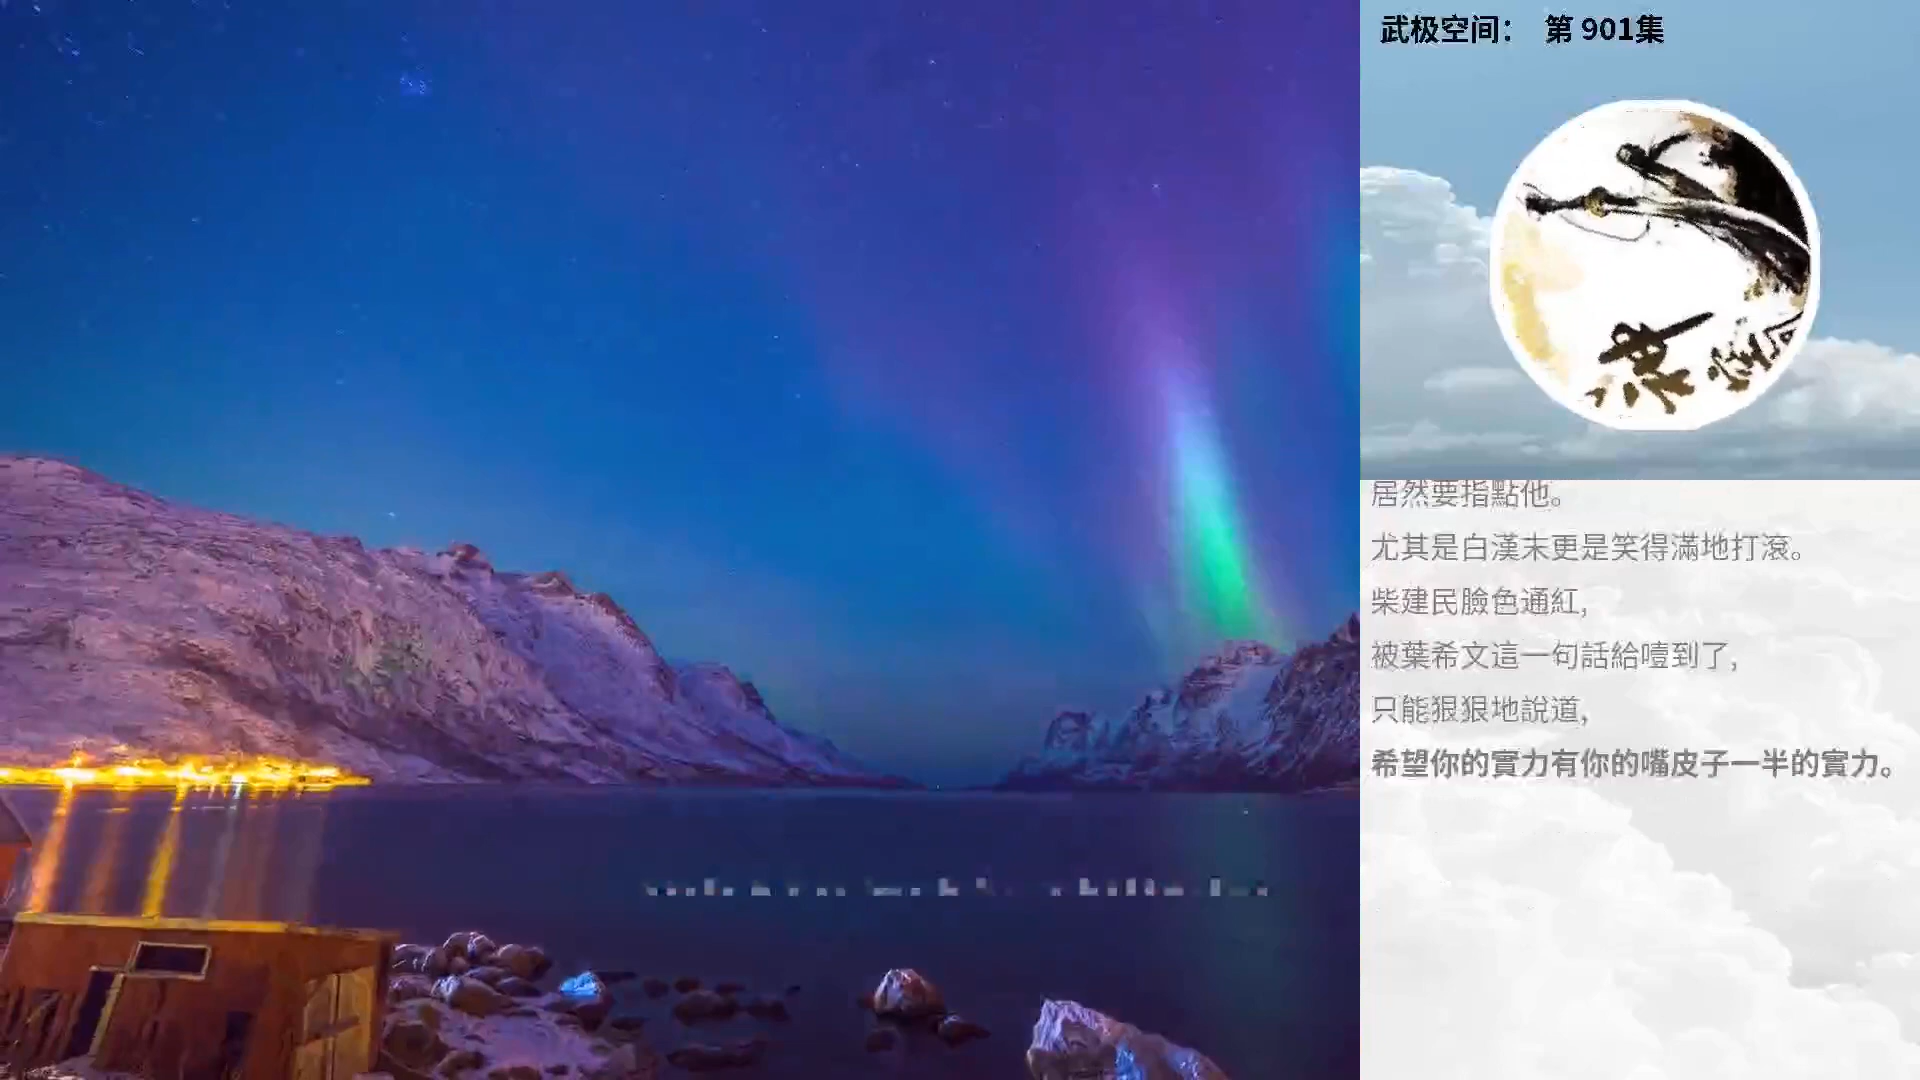 武极空间： 第 901集
居然要指點他。
尤其是白漢末更是笑得滿地打滾。
柴建民臉色通紅,
被葉希文這一句話給噎到了,
只能狠狠地說道,
希望你的實力有你的嘴皮子一半的實力。